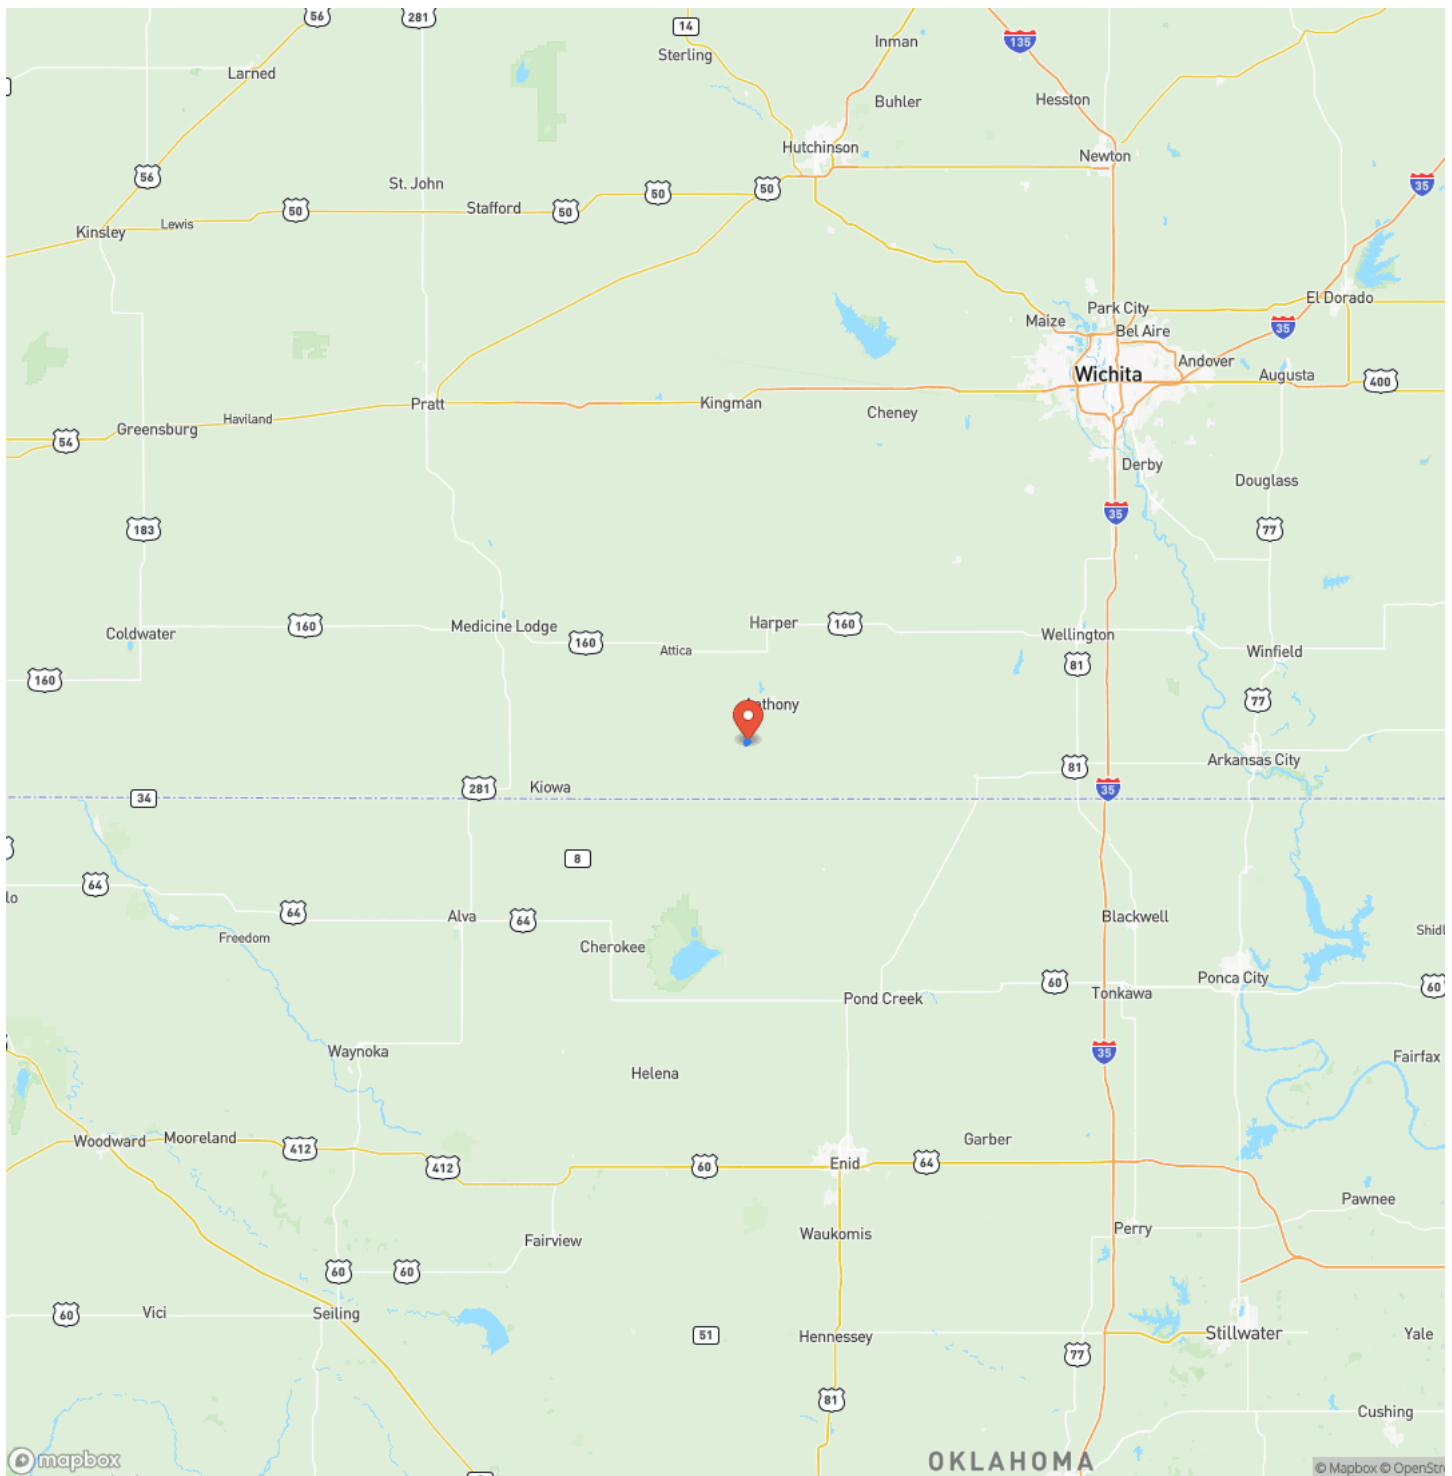 56
281
14
Sterling
Inman
135
Larned
Buhler
Hesston
Hutchinson
Newton
56
St. John
50
50
35
Stafford
50
50
Lewis
Kinsley
El Dorado
Park City
Maize
Bel Aire
35
Andover
Wichita
Augusta
400
Pratt
Kingman
Cheney
Haviland
Greensburg
54
Derby
Douglass
35
183
77
Coldwater
160
Medicine Lodge
160
Harper
160
Wellington
Attica
Winfield
81
160
77
thony
Arkansas City
81
281
Kiowa
35
34
8
64
lo
64
Alva
64
Blackwell
Freedom
Cherokee
Shidl
Ponca City
60
60
Tonkawa
Pond Creek
Waynoka
35
Fairfax
Helena
Woodward
Mooreland
412
Garber
412
60
Enid
64
Pawnee
Waukomis
Perry
Fairview
60
60
60
Vici
Seiling
51
Hennessey
Stillwater
Yale
77
81
Cushing
OKLAHOMA
mapbox
© Mapbox © OpenStre